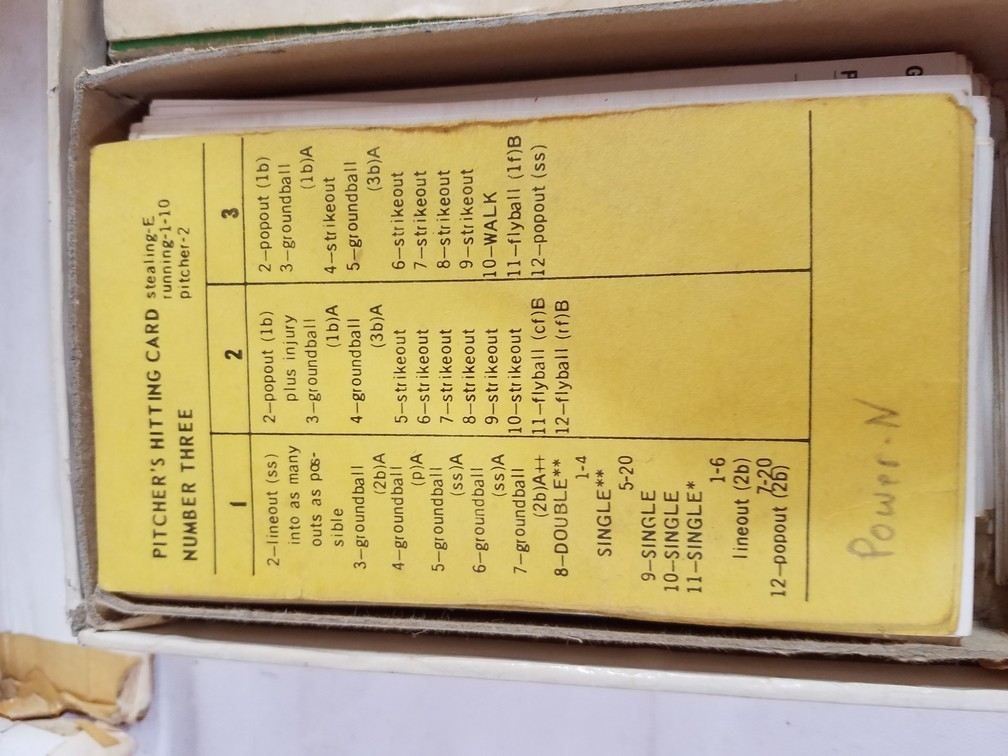 PITCHER'S HITTING CARD stealing-E
running-1-10
NUMBER THREE pitcher-2
1
2-lineout (ss)
into as many
outs as pos-
sible
3-groundball
(2b)A
4-groundball
(p)A
5-groundball
(ss)A
6-groundball
(ss)A
7-groundball
(2b)A++
8-DOUBLE**
1-4
SINGLE**
5-20
9-SINGLE
10-SINGLE
11-SINGLE*
1-6
lineout (2b)
7-20
12-popout (2b)
2
2-popout (1b)
plus injury
3-groundball
(1b)A
4-groundball
(3b)A
5-strikeout
6-strikeout
7-strikeout
8-strikeout
9-strikeout
10-strikeout
11-flyball (cf)B
12-flyball (rf)B
3
2-popout (1b)
3-groundball
(1b)A
4-strikeout
5-groundball
(3b)A
6-strikeout
7-strikeout
8-strikeout
9-strikeout
10-WALK
11-flyball (lf)B
12-popout (ss)
Power-N